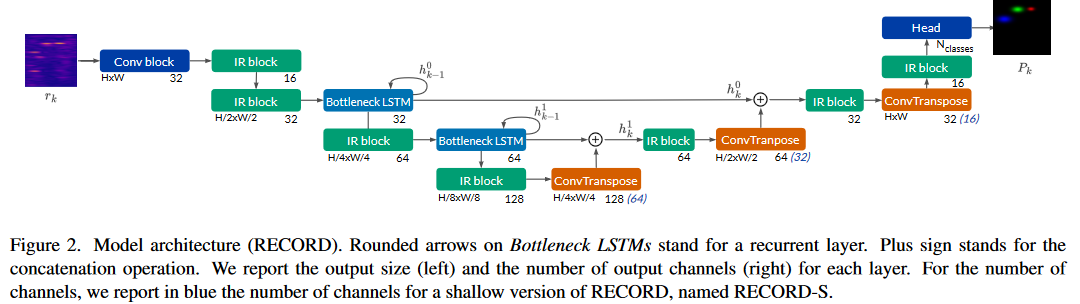 Head
N_classes
Conv block
HxW 32
IR block
16
IR block
16
r_k
P_k
IR block
H/2xW/2 32
Bottleneck LSTM
32
h^0_{k-1}
h^0_k
IR block
32
ConvTranspose
HxW 32 (16)
IR block
H/4xW/4 64
Bottleneck LSTM
64
h^1_{k-1}
h^1_k
IR block
64
ConvTranpose
H/2xW/2 64 (32)
IR block
H/8xW/8 128
ConvTranspose
H/4xW/4 128 (64)
Figure 2. Model architecture (RECORD). Rounded arrows on Bottleneck LSTMs stand for a recurrent layer. Plus sign stands for the
concatenation operation. We report the output size (left) and the number of output channels (right) for each layer. For the number of
channels, we report in blue the number of channels for a shallow version of RECORD, named RECORD-S.